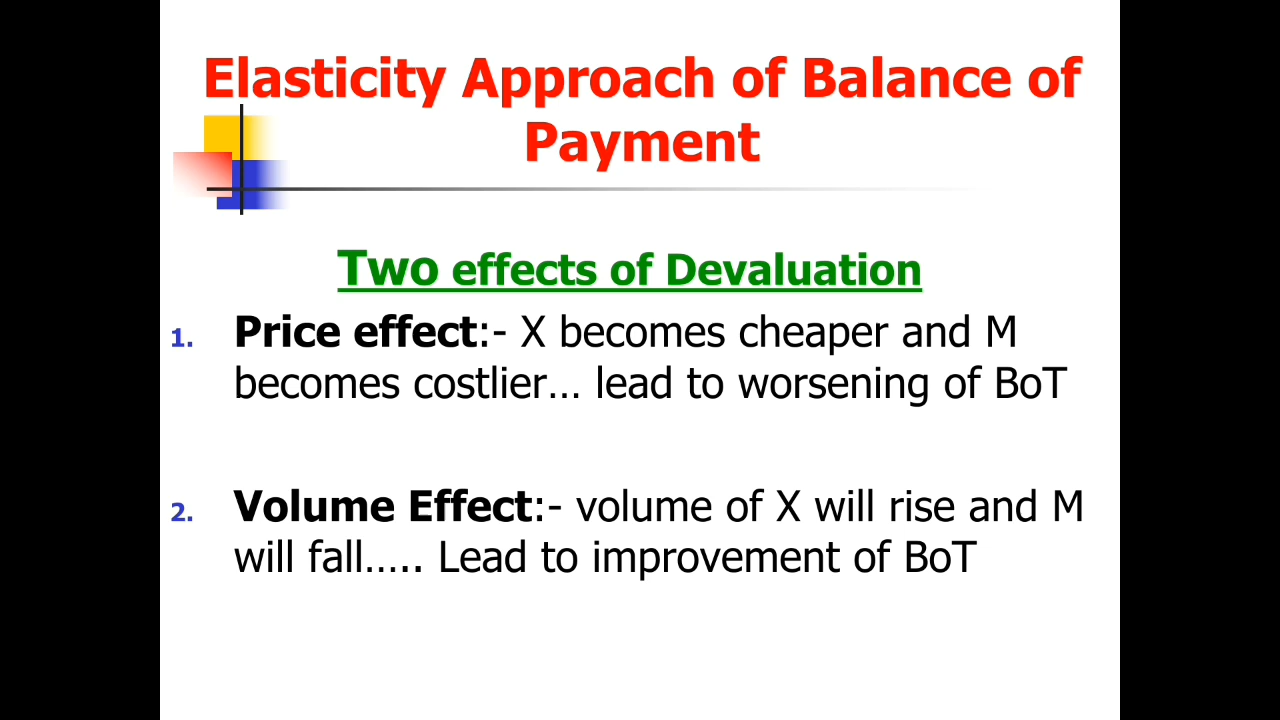 Elasticity Approach of Balance of
Payment
Two effects of Devaluation
1. Price effect:- X becomes cheaper and M
becomes costlier... lead to worsening of BoT
2. Volume Effect:- volume of X will rise and M
will fall..... Lead to improvement of BoT